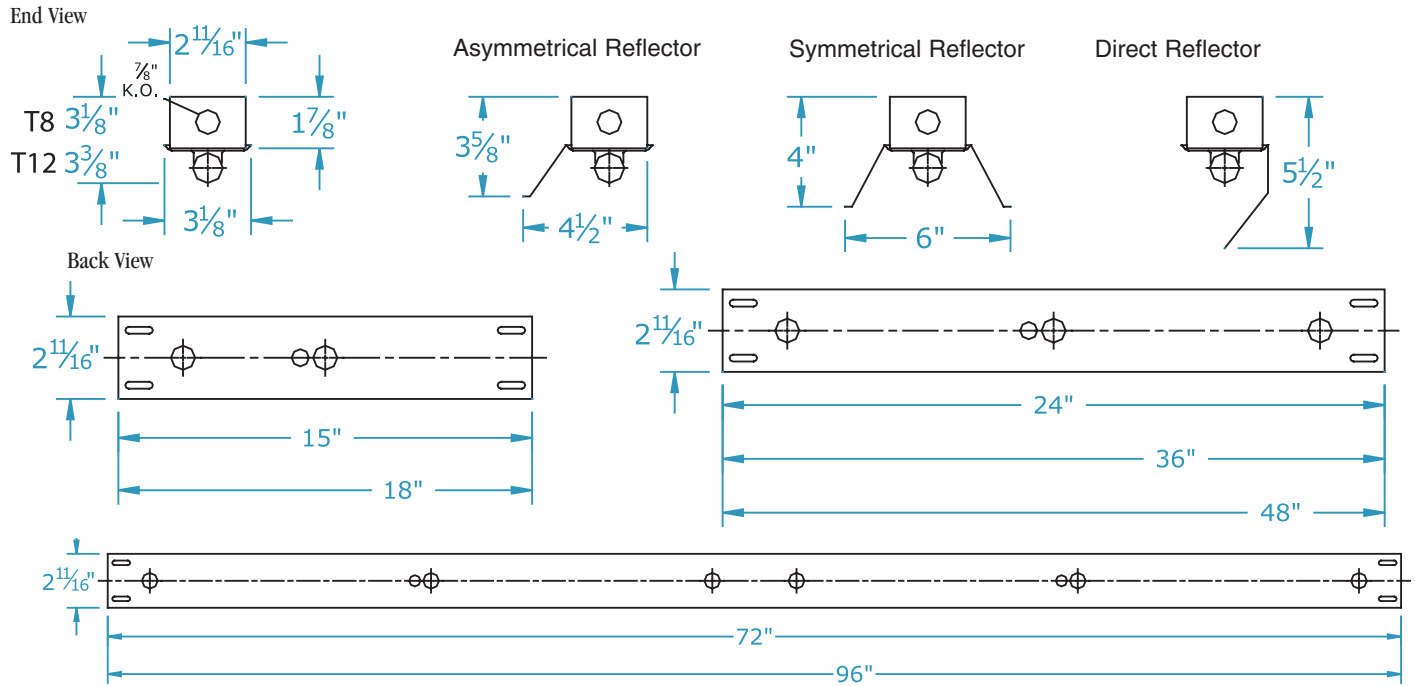 End View
2 11/16"
7/8"
K.O.
T8 3 1/8"
T12 3 3/8"
1 7/8"
3 1/8"
Asymmetrical Reflector
3 5/8"
4 1/2"
Symmetrical Reflector
4"
6"
Direct Reflector
5 1/2"
Back View
2 11/16"
15"
18"
2 11/16"
24"
36"
48"
2 11/16"
72"
96"